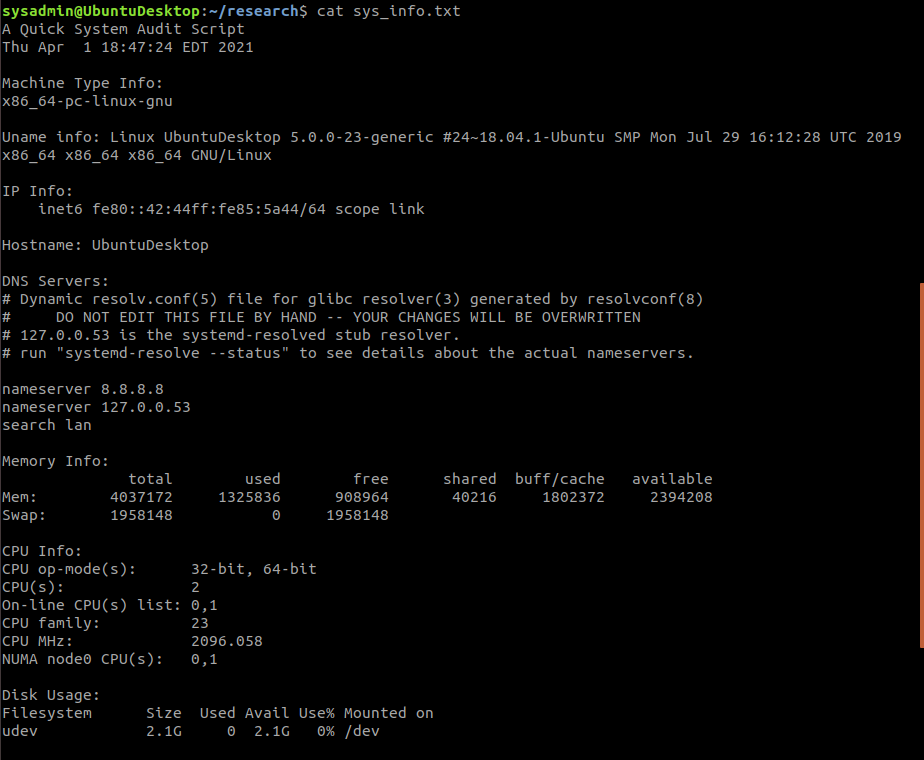 sysadmin@UbuntuDesktop:~/research$ cat sys_info.txt
A Quick System Audit Script
Thu Apr  1 18:47:24 EDT 2021

Machine Type Info:
x86_64-pc-linux-gnu

Uname info: Linux UbuntuDesktop 5.0.0-23-generic #24~18.04.1-Ubuntu SMP Mon Jul 29 16:12:28 UTC 2019
x86_64 x86_64 x86_64 GNU/Linux

IP Info:
    inet6 fe80::42:44ff:fe85:5a44/64 scope link

Hostname: UbuntuDesktop

DNS Servers:
# Dynamic resolv.conf(5) file for glibc resolver(3) generated by resolvconf(8)
#     DO NOT EDIT THIS FILE BY HAND -- YOUR CHANGES WILL BE OVERWRITTEN
# 127.0.0.53 is the systemd-resolved stub resolver.
# run "systemd-resolve --status" to see details about the actual nameservers.

nameserver 8.8.8.8
nameserver 127.0.0.53
search lan

Memory Info:
              total        used        free      shared  buff/cache   available
Mem:        4037172     1325836      908964       40216     1802372     2394208
Swap:       1958148           0     1958148

CPU Info:
CPU op-mode(s):      32-bit, 64-bit
CPU(s):              2
On-line CPU(s) list: 0,1
CPU family:          23
CPU MHz:             2096.058
NUMA node0 CPU(s):   0,1

Disk Usage:
Filesystem      Size  Used Avail Use% Mounted on
udev            2.1G     0  2.1G   0% /dev